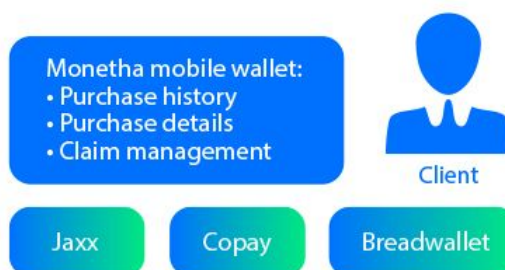 Monetha mobile wallet:
• Purchase history
• Purchase details
• Claim management
Client
Jaxx
Copay
Breadwallet